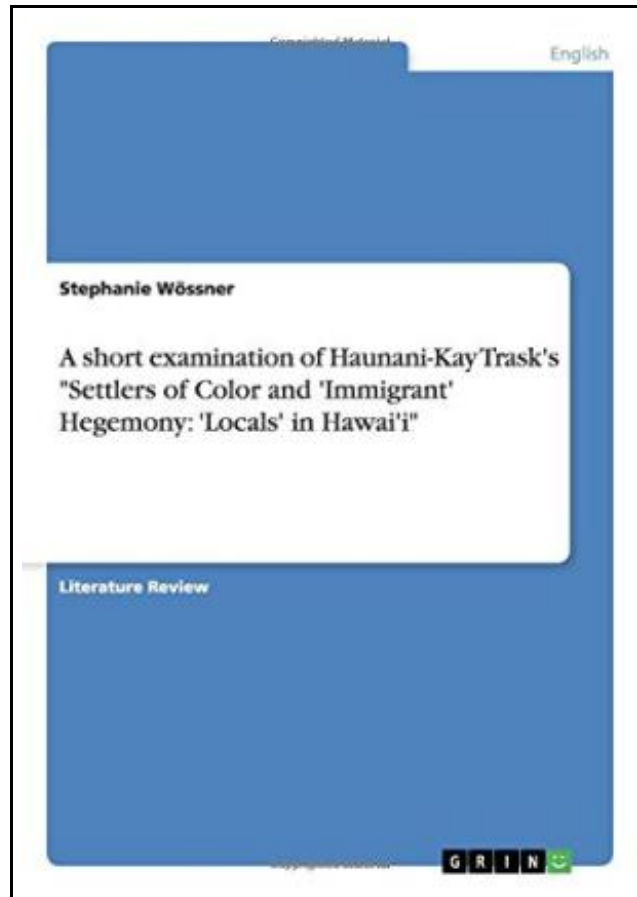 English
Stephanie Wössner
A short examination of Haunani-Kay Trask's
"Settlers of Color and 'Immigrant'
Hegemony: 'Locals' in Hawai'i"
Literature Review
GRIN